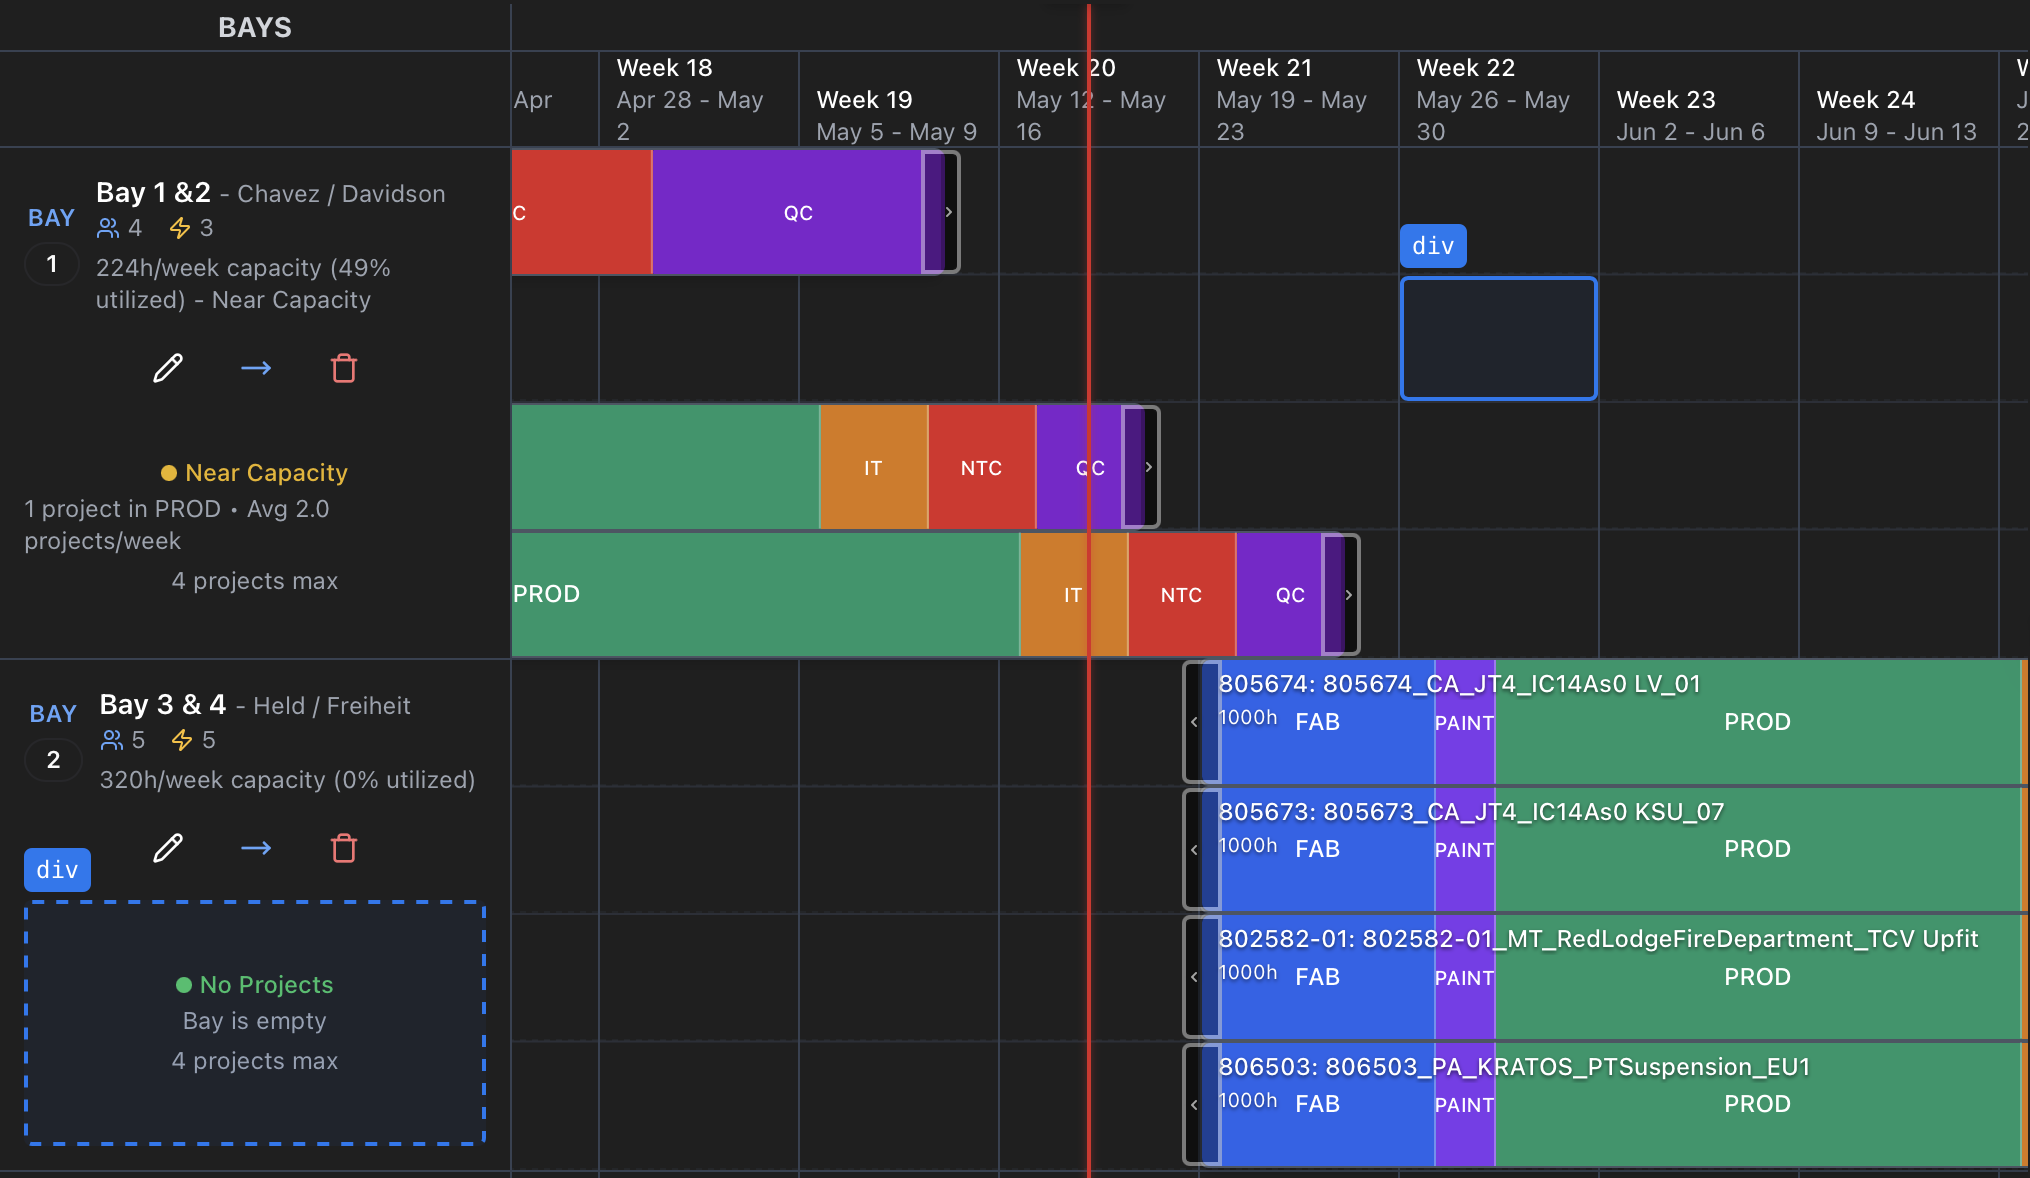 BAYS
Apr
Week 18
Apr 28 - May
2
Week 19
May 5 - May 9
Week 20
May 12 - May
16
Week 21
May 19 - May
23
Week 22
May 26 - May
30
Week 23
Jun 2 - Jun 6
Week 24
Jun 9 - Jun 13
BAY
1
Bay 1 &2 - Chavez / Davidson
4 3
224h/week capacity (49%
utilized) - Near Capacity
Near Capacity
1 project in PROD • Avg 2.0
projects/week
4 projects max
C QC ›
div
IT NTC QC ›
PROD IT NTC QC ›
BAY
2
Bay 3 & 4 - Held / Freiheit
5 5
320h/week capacity (0% utilized)
div
No Projects
Bay is empty
4 projects max
805674: 805674_CA_JT4_IC14As0 LV_01
‹ 1000h FAB PAINT PROD
805673: 805673_CA_JT4_IC14As0 KSU_07
‹ 1000h FAB PAINT PROD
802582-01: 802582-01_MT_RedLodgeFireDepartment_TCV Upfit
‹ 1000h FAB PAINT PROD
806503: 806503_PA_KRATOS_PTSuspension_EU1
‹ 1000h FAB PAINT PROD